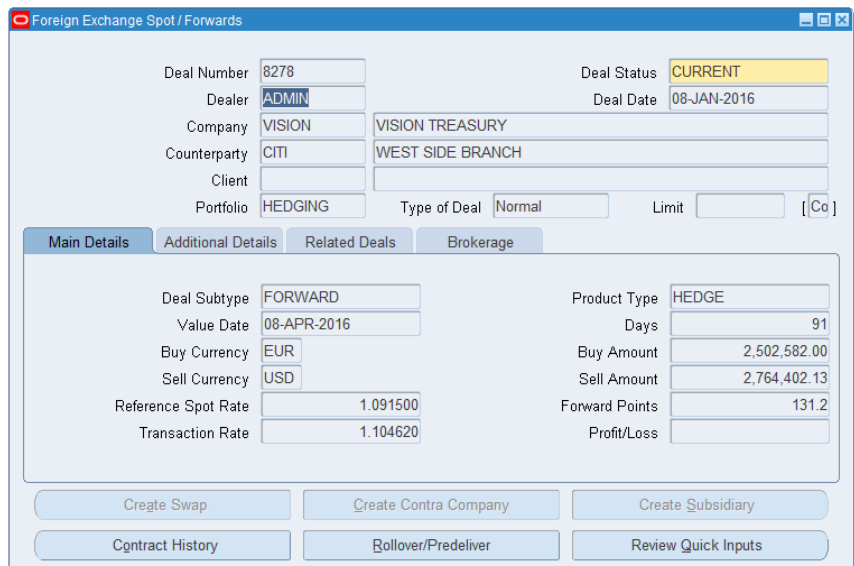 Foreign Exchange Spot / Forwards
Deal Number 8278 Deal Status CURRENT
Dealer ADMIN Deal Date 08-JAN-2016
Company VISION VISION TREASURY
Counterparty CITI WEST SIDE BRANCH
Client
Portfolio HEDGING Type of Deal Normal Limit [Co]
Main Details Additional Details Related Deals Brokerage
Deal Subtype FORWARD Product Type HEDGE
Value Date 08-APR-2016 Days 91
Buy Currency EUR Buy Amount 2,502,582.00
Sell Currency USD Sell Amount 2,764,402.13
Reference Spot Rate 1.091500 Forward Points 131.2
Transaction Rate 1.104620 Profit/Loss
Create Swap Create Contra Company Create Subsidiary
Contract History Rollover/Predeliver Review Quick Inputs